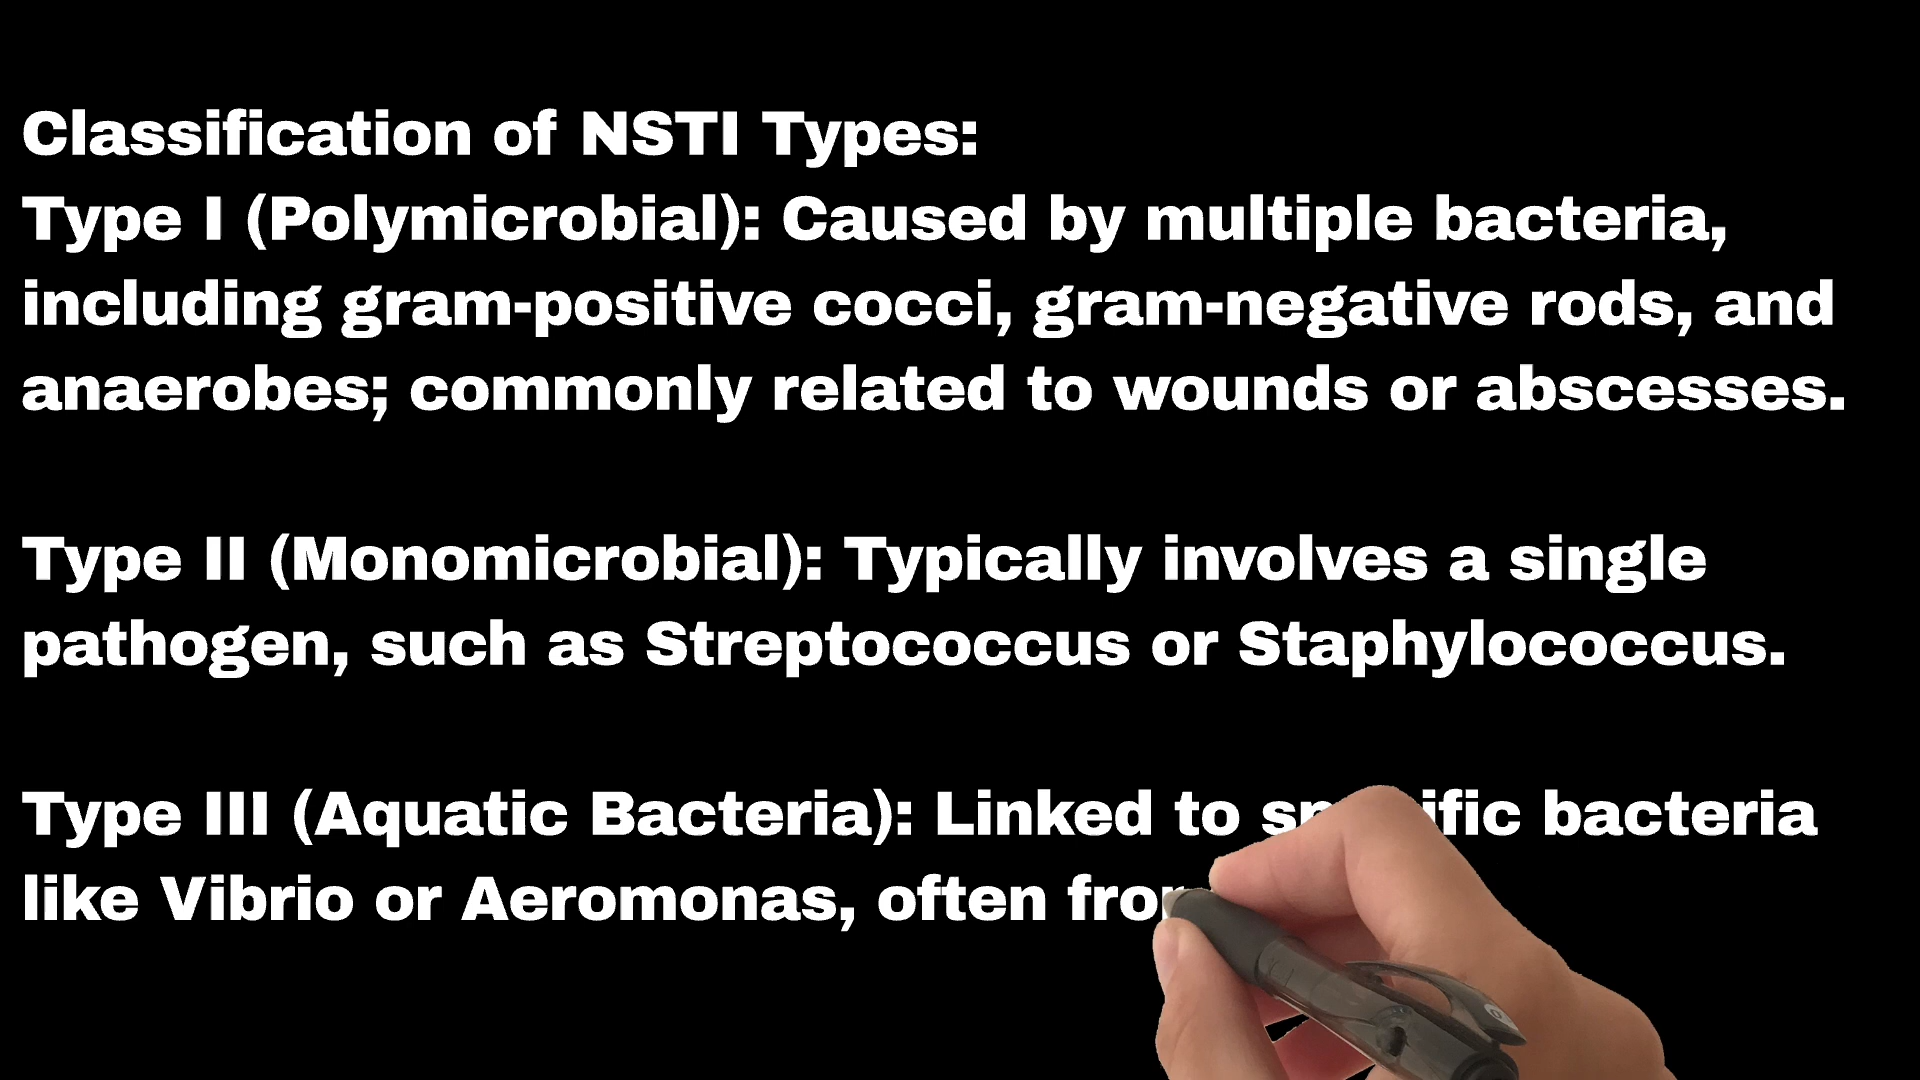 Classification of NSTI Types:
Type I (Polymicrobial): Caused by multiple bacteria,
including gram-positive cocci, gram-negative rods, and
anaerobes; commonly related to wounds or abscesses.
Type II (Monomicrobial): Typically involves a single
pathogen, such as Streptococcus or Staphylococcus.
Type III (Aquatic Bacteria): Linked to bacteria
like Vibrio or Aeromonas, often